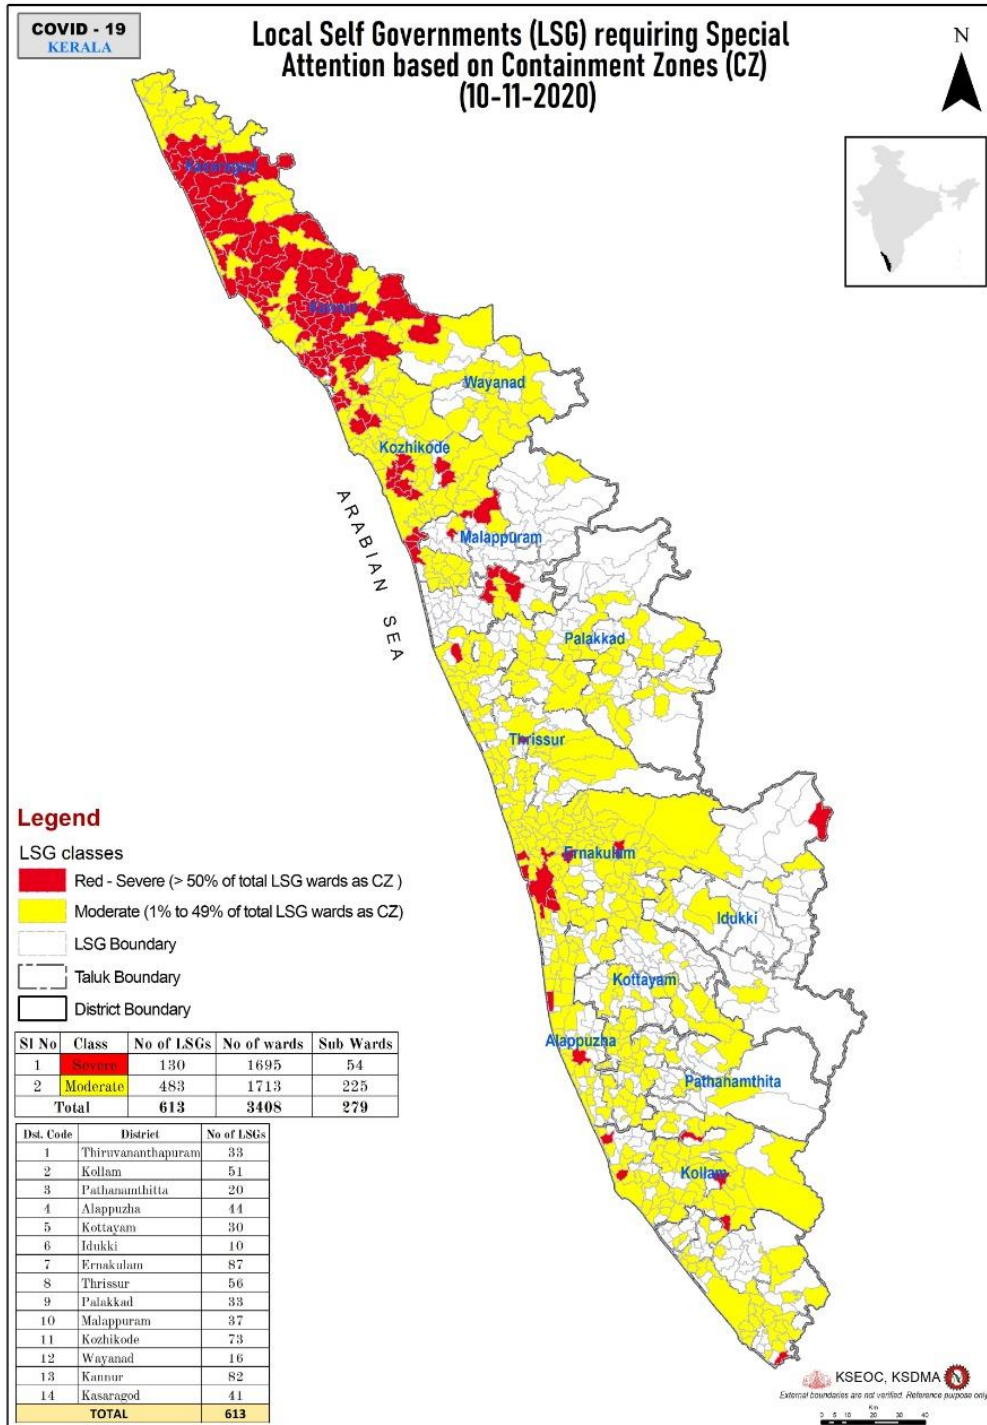 COVID - 19
KERALA
Local Self Governments (LSG) requiring Special
Attention based on Containment Zones (CZ)
(10-11-2020)
N
Kasaragod
Kannur
Wayanad
Kozhikode
ARABIAN SEA
Malappuram
Palakkad
Thrissur
Ernakulam
Idukki
Kottayam
Alappuzha
Pathanamthita
Kollam
Legend
LSG classes
Red - Severe (> 50% of total LSG wards as CZ )
Moderate (1% to 49% of total LSG wards as CZ)
LSG Boundary
Taluk Boundary
District Boundary
Sl No Class No of LSGs No of wards Sub Wards
1 Severe 130 1695 54
2 Moderate 483 1713 225
Total 613 3408 279
Dst. Code District No of LSGs
1 Thiruvananthapuram 33
2 Kollam 51
3 Pathanamthitta 20
4 Alappuzha 44
5 Kottayam 30
6 Idukki 10
7 Ernakulam 87
8 Thrissur 56
9 Palakkad 33
10 Malappuram 37
11 Kozhikode 73
12 Wayanad 16
13 Kannur 82
14 Kasaragod 41
TOTAL 613
KSEOC, KSDMA
External boundaries are not verified. Reference purpose only
Km
0 5 10 20 30 40